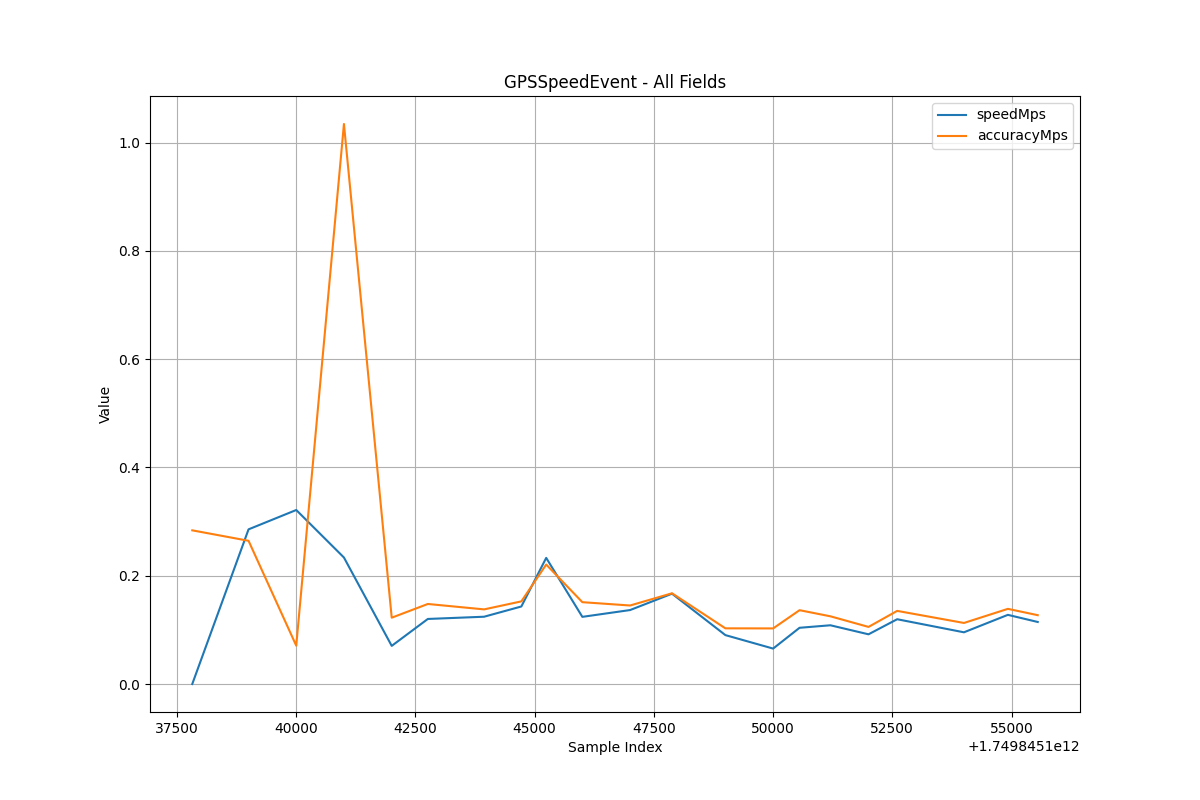 GPSSpeedEvent - All Fields
speedMps
accuracyMps
1.0
0.8
0.6
0.4
0.2
0.0
Value
37500 40000 42500 45000 47500 50000 52500 55000
Sample Index
+1.7498451e12